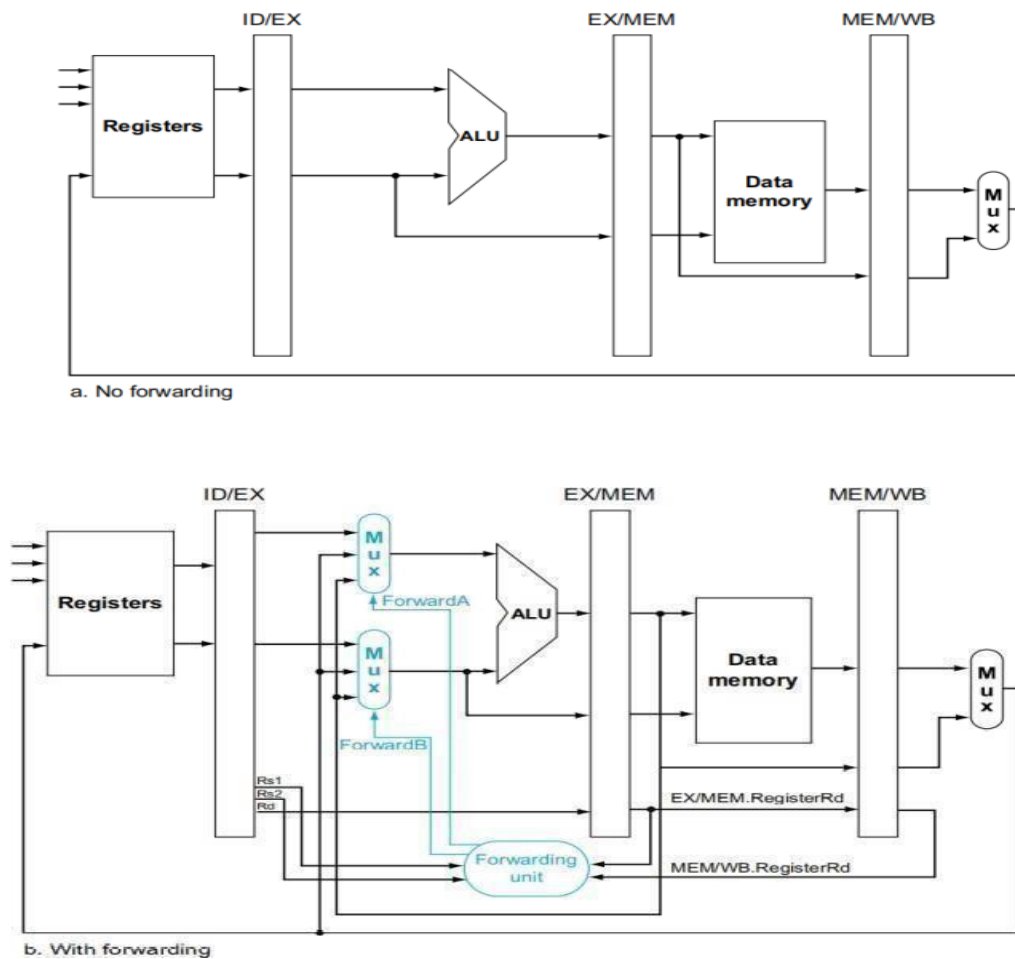 ID/EX
EX/MEM
MEM/WB
Registers
ALU
Data
memory
M
u
x
a. No forwarding
ID/EX
EX/MEM
MEM/WB
M
u
x
Registers
ForwardA
ALU
M
u
x
Data
memory
M
u
x
ForwardB
Rs1
Rs2
Rd
EX/MEM.RegisterRd
Forwarding
unit
MEM/WB.RegisterRd
b. With forwarding